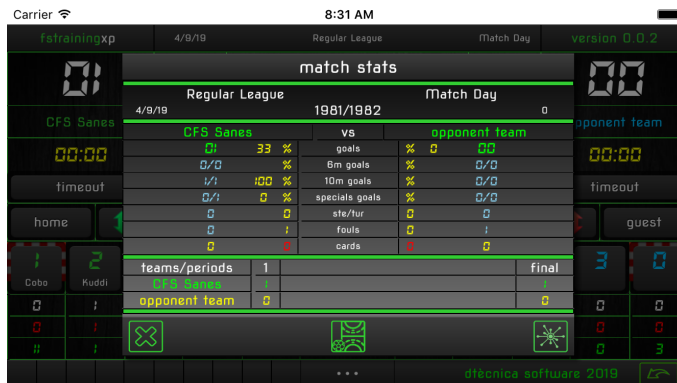 Carrier 8:31 AM
fstrainingxp 4/9/19 Regular League Match Day version 0.0.2
match stats
01 00
Regular League Match Day
4/9/19 1981/1982 0
CFS Sanes pponent team
CFS Sanes vs opponent team
01 33 % goals % 0 00
00:00 00:00
0/0 % 6m goals % 0/0
timeout timeout
1/1 100 % 10m goals % 0/0
0/1 0 % specials goals % 0/0
home 0 0 ste/tur 0 0 guest
0 1 fouls 0 1
0 0 cards 0 0
1 2 3 0
teams/periods 1 final
Cobo Kuddi
CFS Sanes 1 1
opponent team 0 0
0 1 0 0
0 1 0 0
11 1 0 3
... dtècnica software 2019